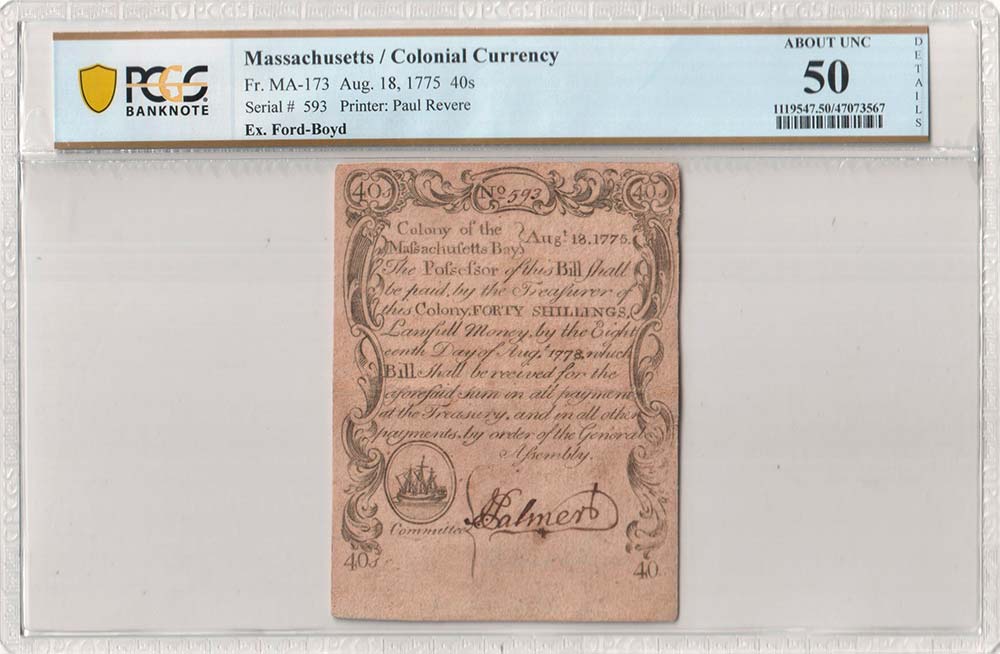 PCGS
BANKNOTE
Massachusetts / Colonial Currency
Fr. MA-173 Aug. 18, 1775 40s
Serial # 593 Printer: Paul Revere
Ex. Ford-Boyd
ABOUT UNC
50
1119547.50/47073567
DETAILS
40s No 593 40s
Colony of the
Maſsachuſetts Bay
Augt. 18.1775.
The Poſseſsor of this Bill ſhall
be paid, by the Treaſurer of
this Colony, FORTY SHILLINGS,
Lawfull Money, by the Eight
eenth Day of Augt. 1778, which
Bill ſhall be received for the
aforeſaid ſum in all payment
at the Treaſury, and in all other
payments, by order of the General
Aſsembly.
Committee
Palmer
40s
40